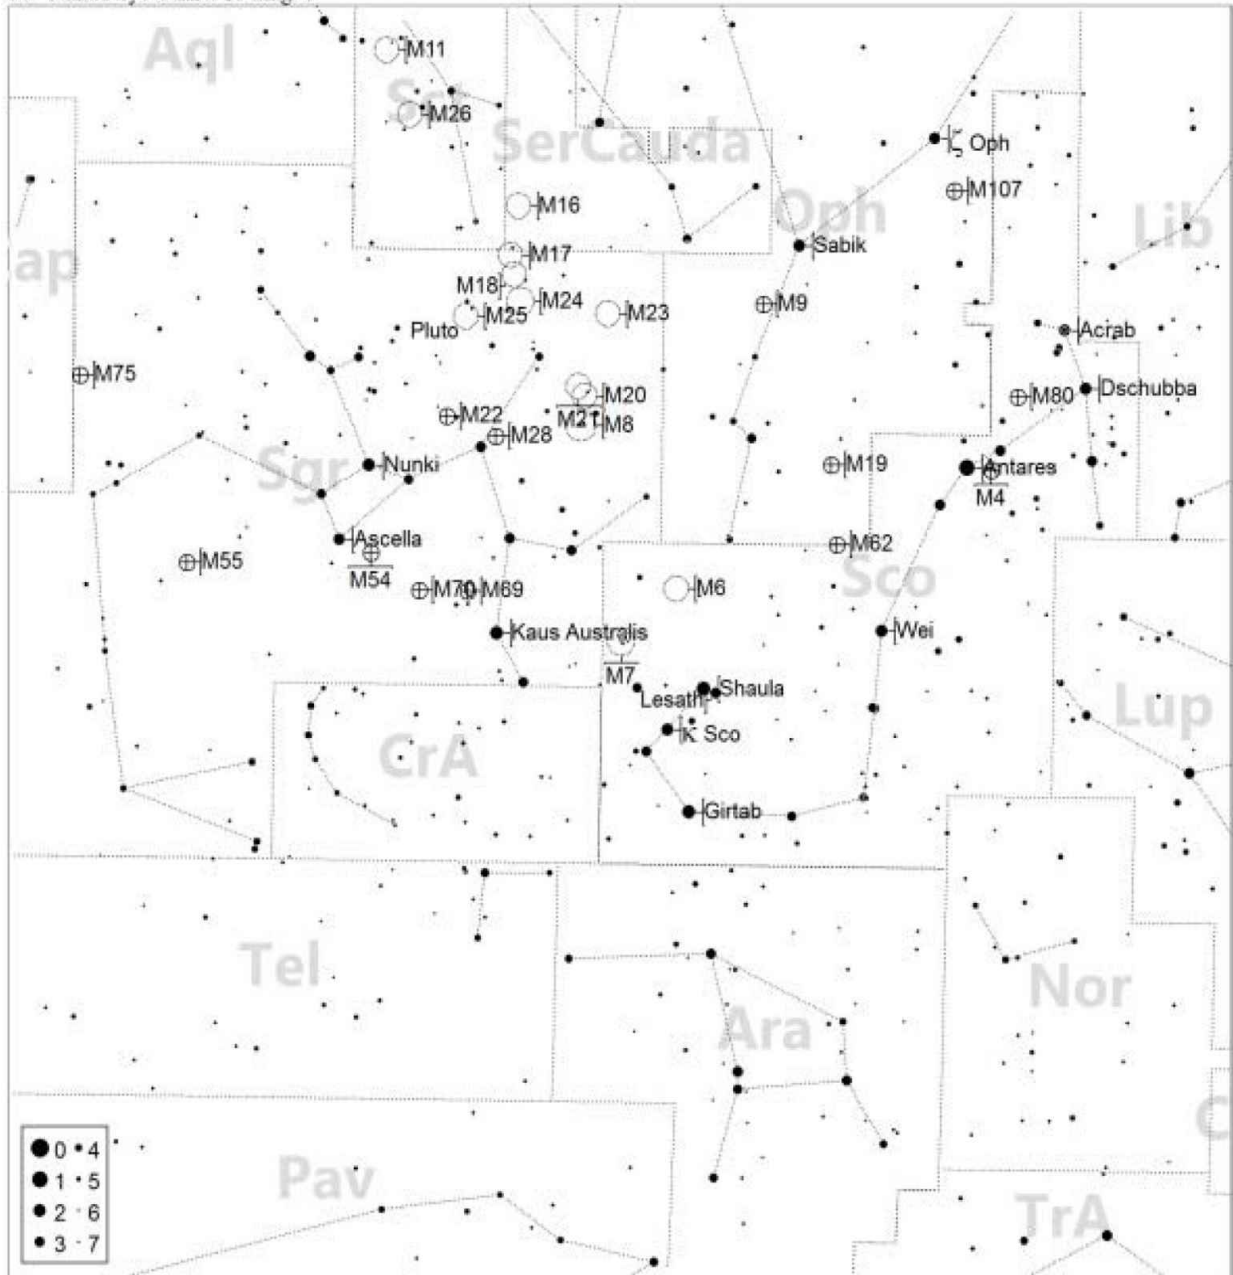 Aql
M11
Sct
M26
SerCauda
ζ Oph
M107
M16
Oph
Lib
Sabik
M17
ap
M18
M24
M9
M25
M23
Pluto
Acrab
M75
Dschubba
M20
M80
M22
M21
M8
M28
Sgr
Nunki
M19
Antares
M4
Ascella
M62
M55
M54
M70
M69
M6
Sco
Kaus Australis
Wei
M7
Shaula
Lesath
Lup
κ Sco
CrA
Girtab
Tel
Nor
Ara
C
Pav
TrA
0 4
1 5
2 6
3 7